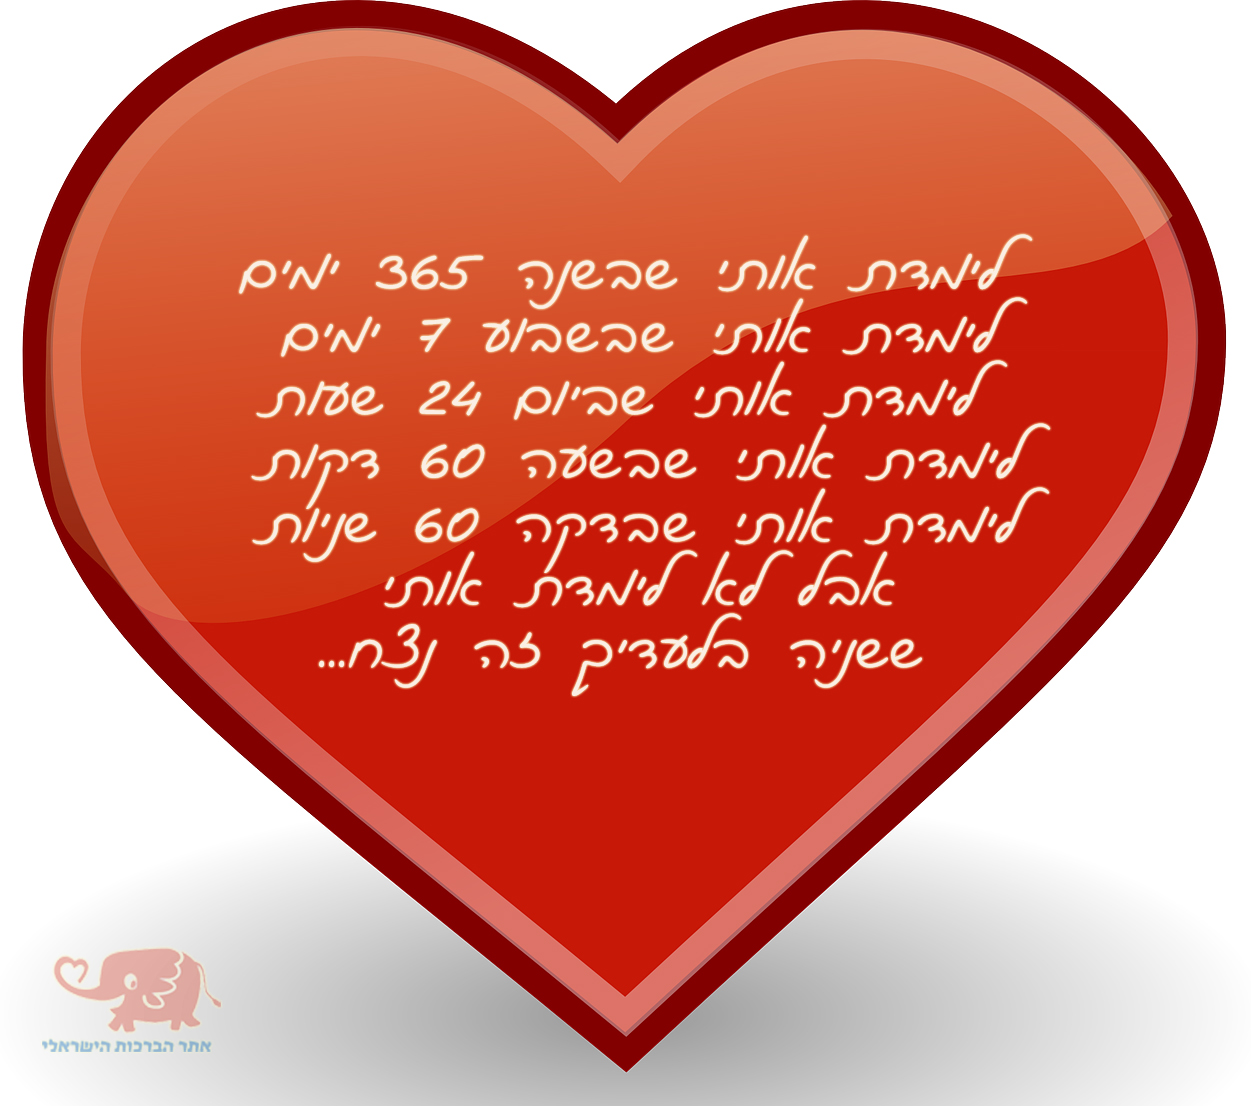 לימדת אותי שבשנה 365 ימים
לימדת אותי שבשבוע 7 ימים
לימדת אותי שביום 24 שעות
לימדת אותי שבשעה 60 דקות
לימדת אותי שבדקה 60 שניות
אבל לא לימדת אותי
ששניה בלעדיך זה נצח...
אתר הברכות הישראלי